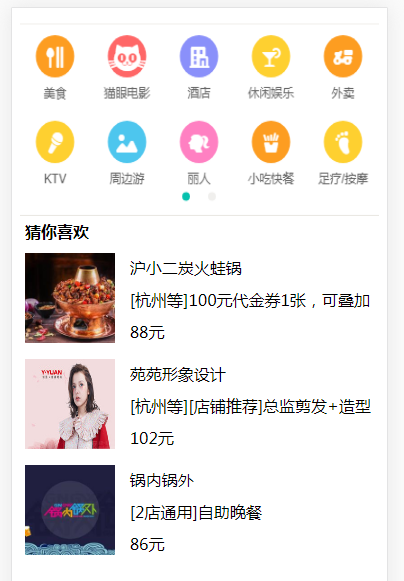 美食 猫眼电影 酒店 休闲娱乐 外卖
KTV 周边游 丽人 小吃快餐 足疗/按摩
猜你喜欢
沪小二炭火蛙锅
[杭州等]100元代金券1张，可叠加
88元
Y·YUAN
苑苑形象设计
[杭州等][店铺推荐]总监剪发+造型
102元
锅内锅外
锅内锅外
[2店通用]自助晚餐
86元